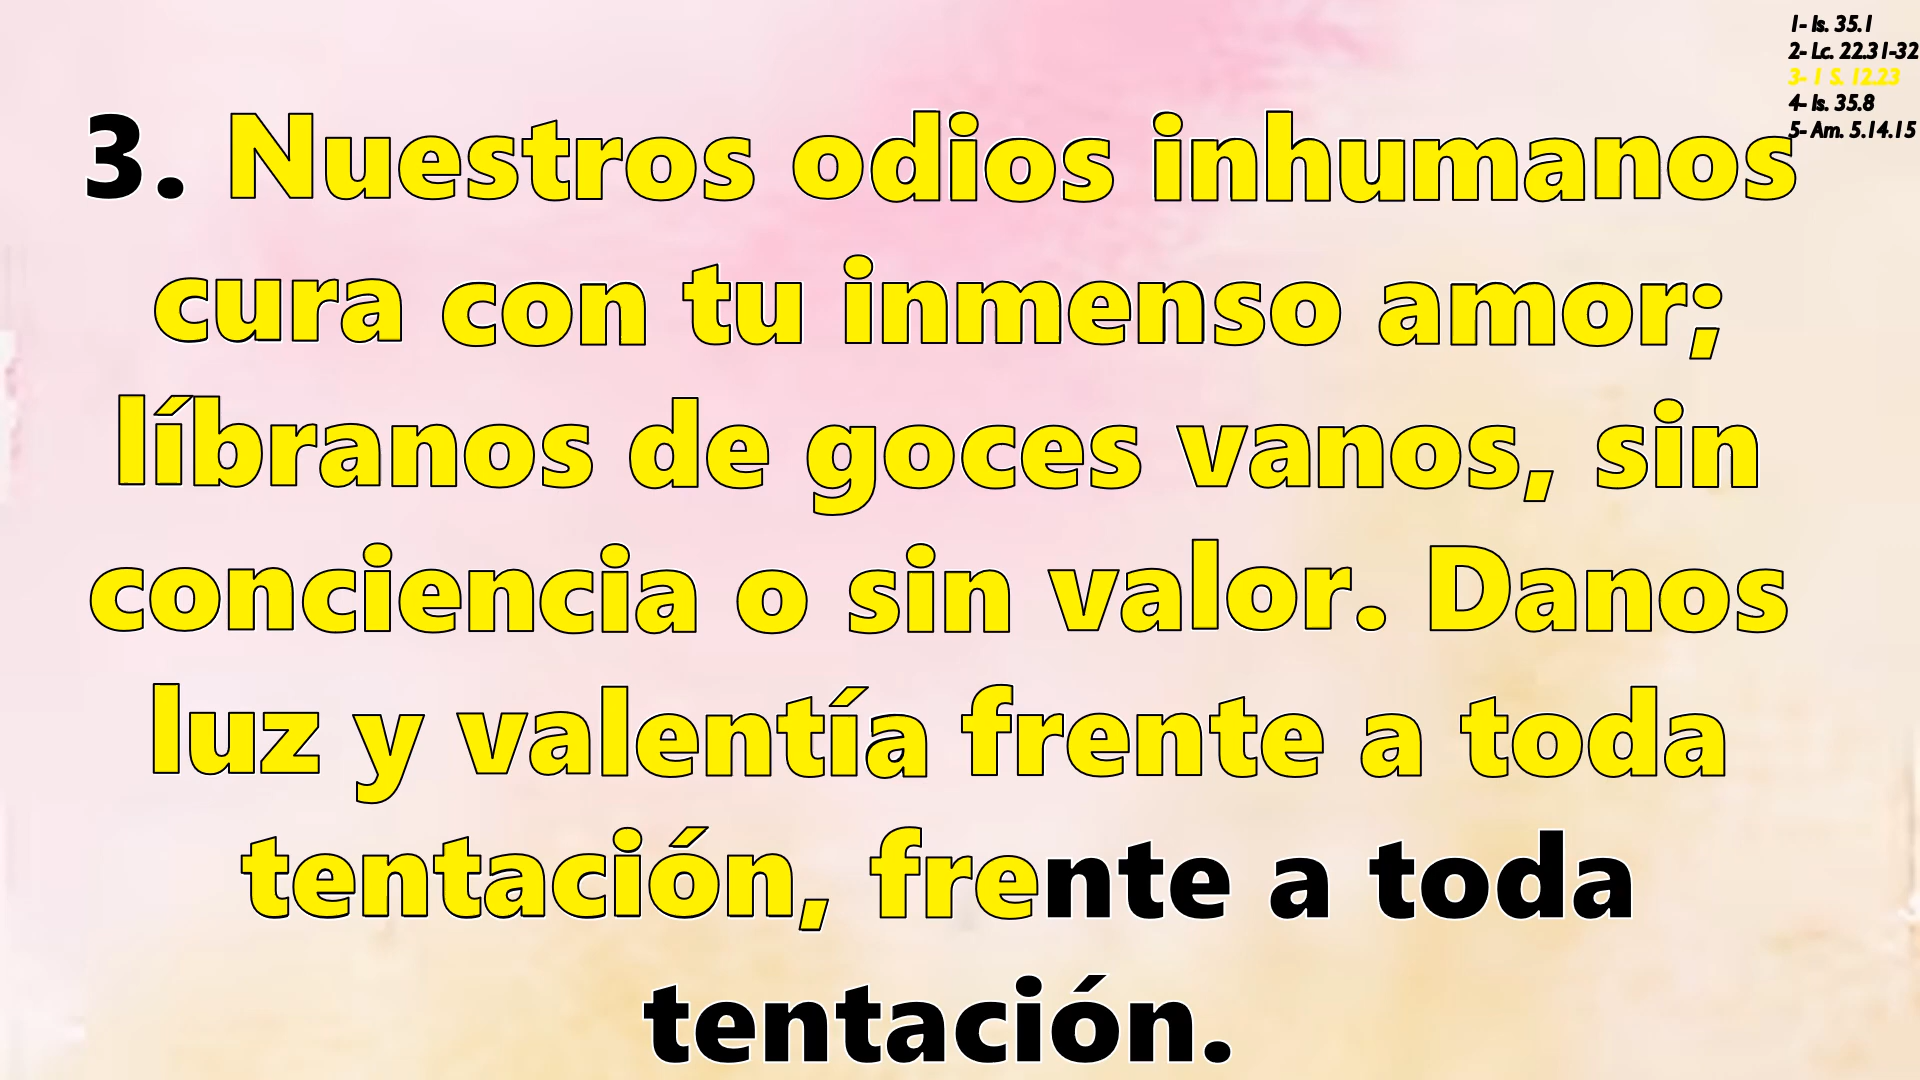 1- Is. 35.1
2- Lc. 22.31-32
3- 1 S. 12.23
4- Is. 35.8
5- Am. 5.14.15
3. Nuestros odios inhumanos
cura con tu inmenso amor;
líbranos de goces vanos, sin
conciencia o sin valor. Danos
luz y valentía frente a toda
tentación, frente a toda
tentación.